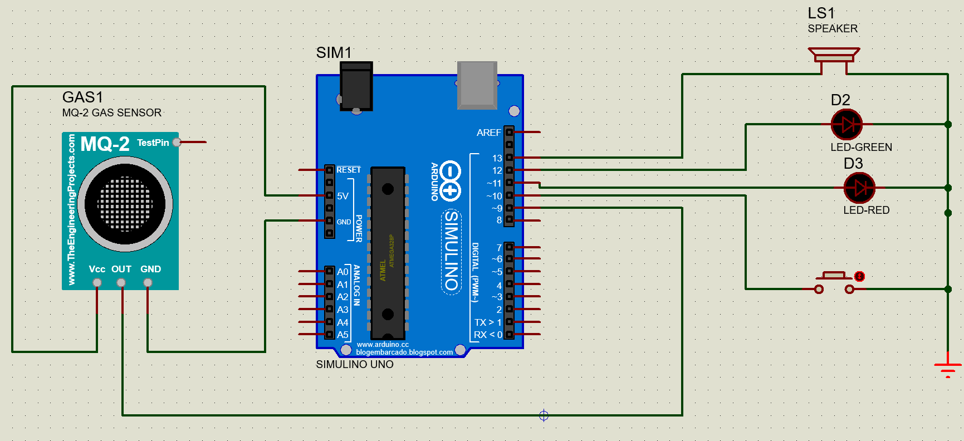 LS1
SPEAKER
SIM1
GAS1
MQ-2 GAS SENSOR
D2
LED-GREEN
D3
LED-RED
MQ-2
TestPin
www.TheEngineeringProjects.com
Vcc OUT GND
AREF
13
12
~11
~10
~9
8
RESET
5V
GND
POWER
ARDUINO
SIMULINO
ATMEL
ATMEGA328P
DIGITAL (PWM~)
7
~6
~5
4
~3
2
TX > 1
RX < 0
ANALOG IN
A0
A1
A2
A3
A4
A5
www.arduino.cc
blogembarcado.blogspot.com
SIMULINO UNO